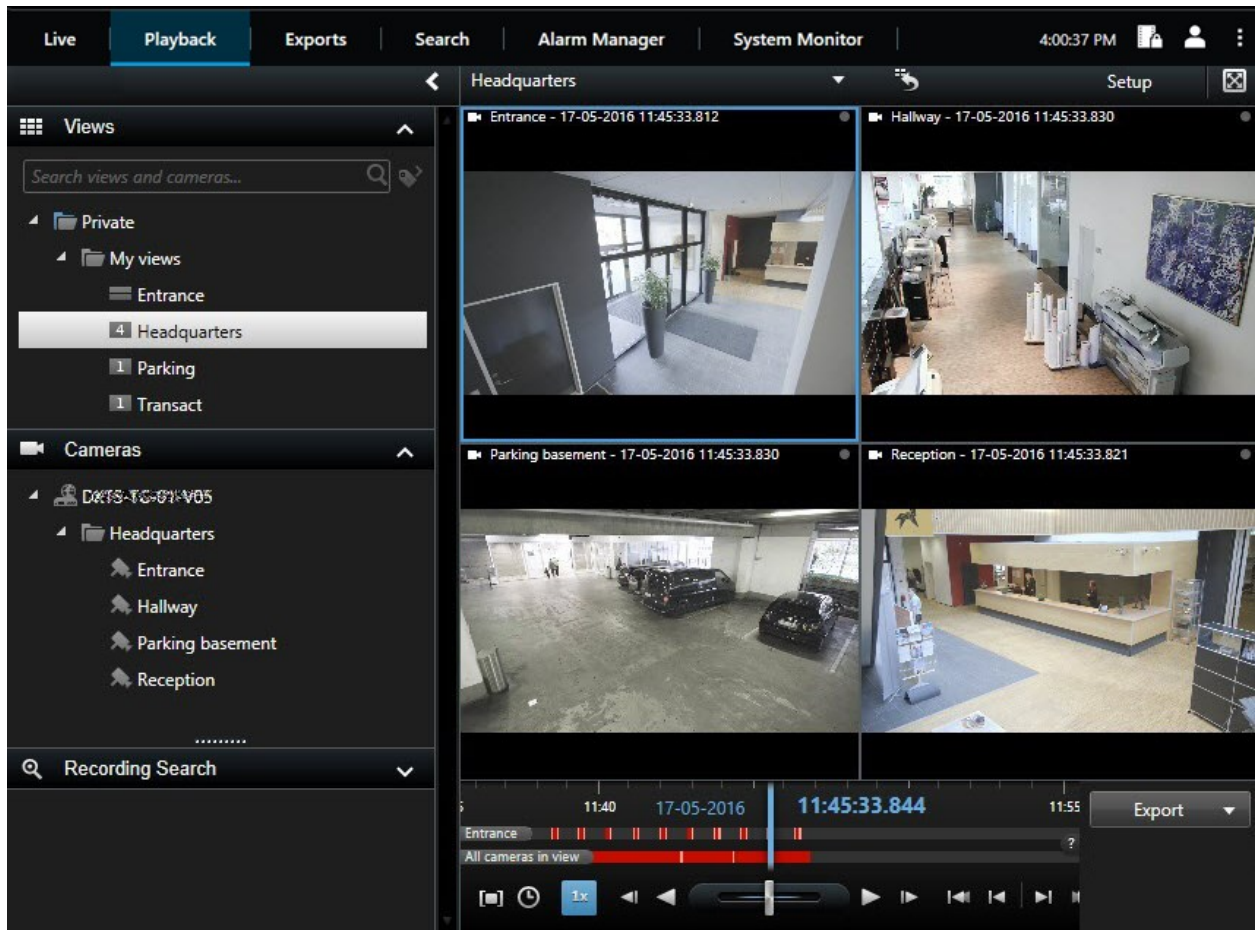 Live Playback Exports Search Alarm Manager System Monitor 4:00:37 PM
Headquarters Setup
Views
Search views and cameras...
Private
My views
Entrance
4 Headquarters
1 Parking
1 Transact
Cameras
Headquarters
Entrance
Hallway
Parking basement
Reception
Recording Search
Entrance - 17-05-2016 11:45:33.812
Hallway - 17-05-2016 11:45:33.830
Parking basement - 17-05-2016 11:45:33.830
Reception - 17-05-2016 11:45:33.821
11:40 17-05-2016 11:45:33.844 11:55
Entrance
?
All cameras in view
1x
Export